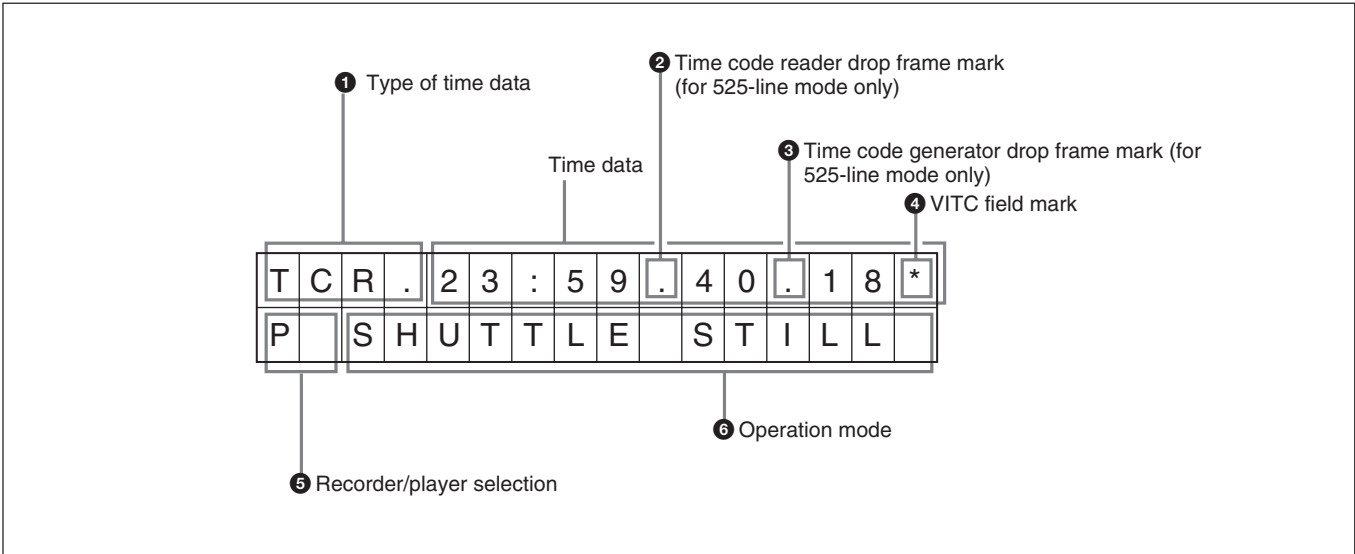 ❷ Time code reader drop frame mark
(for 525-line mode only)
❶ Type of time data
❸ Time code generator drop frame mark (for
525-line mode only)
Time data
❹ VITC field mark
TCR.23:59.40.18*
P SHUTTLE STILL
❻ Operation mode
❺ Recorder/player selection